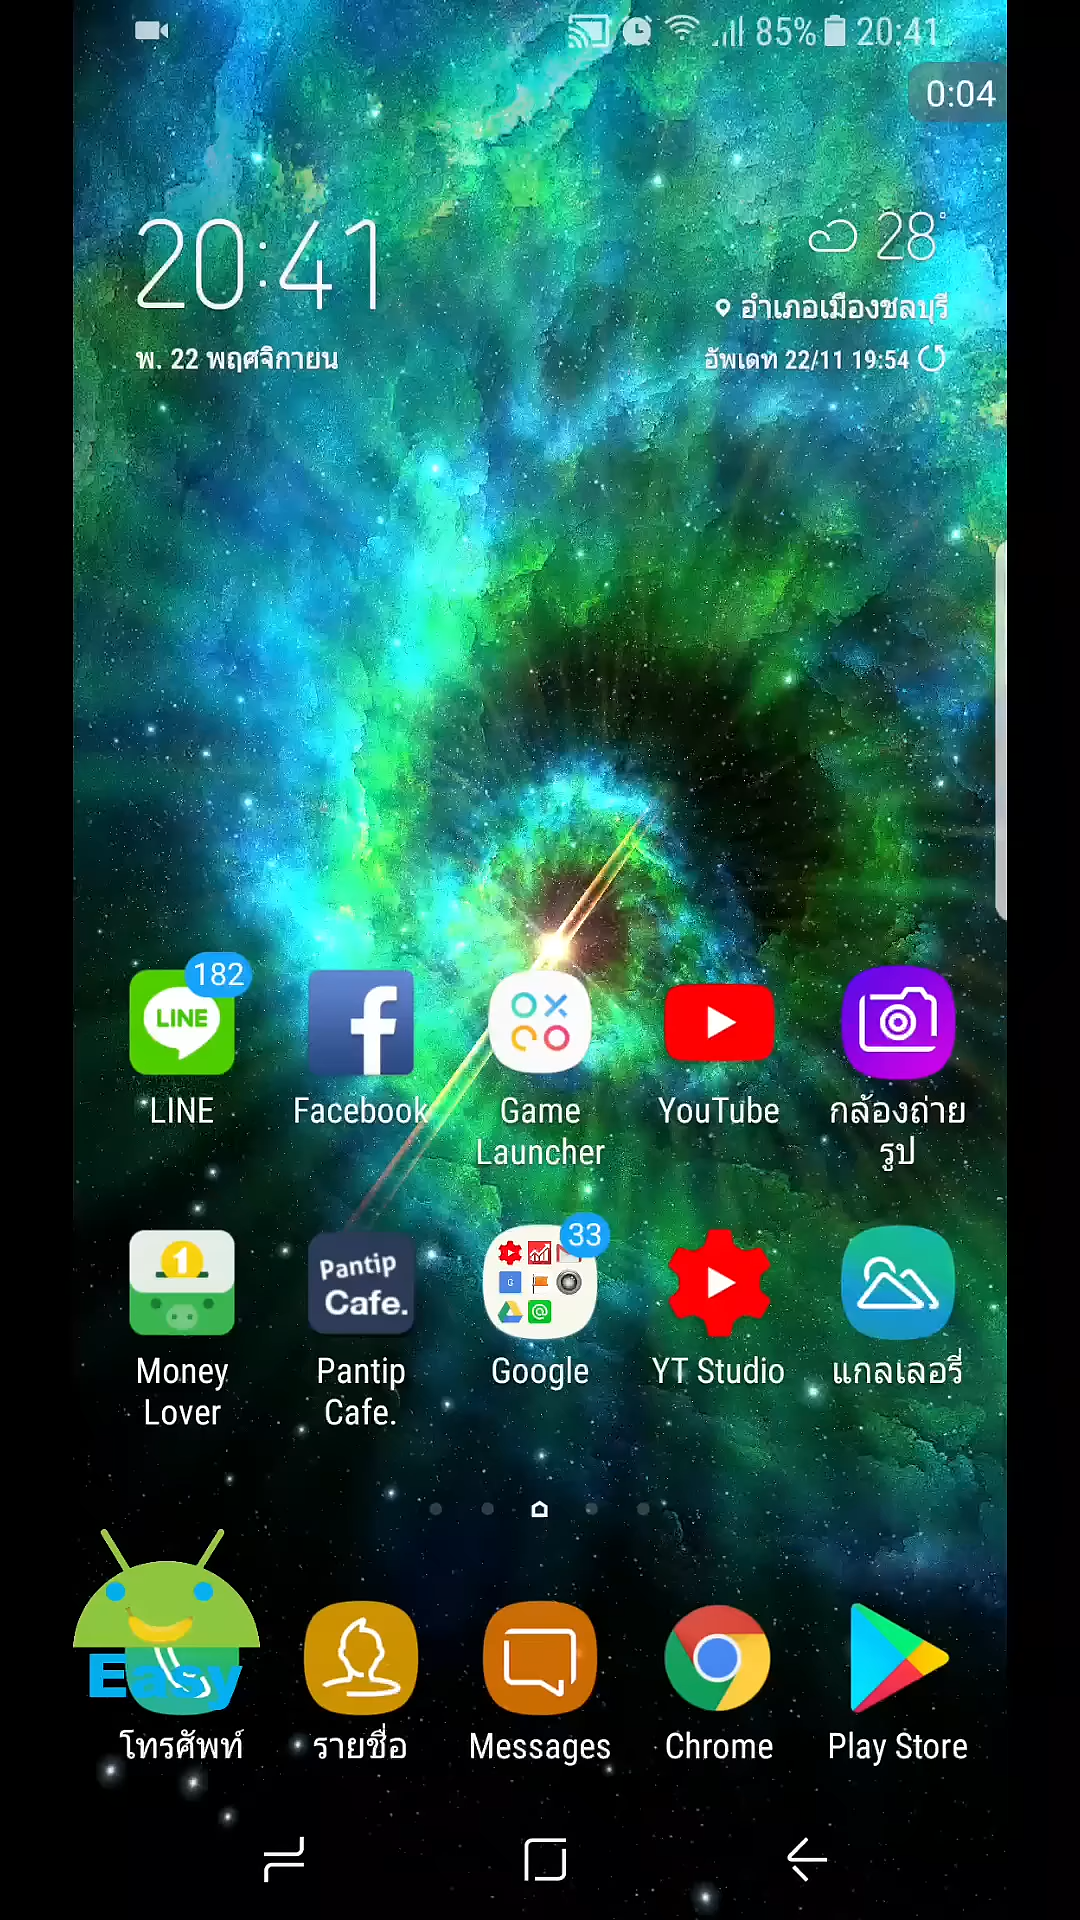 85% 20:41
0:04
20:41
28°
อำเภอเมืองชลบุรี
พ. 22 พฤศจิกายน
อัพเดท 22/11 19:54
182
LINE
LINE
Facebook
Game
Launcher
YouTube
กล้องถ่าย
รูป
1
Pantip
Cafe.
33
G
Money
Lover
Pantip
Cafe.
Google
YT Studio
แกลเลอรี่
Easy
โทรศัพท์
รายชื่อ
Messages
Chrome
Play Store